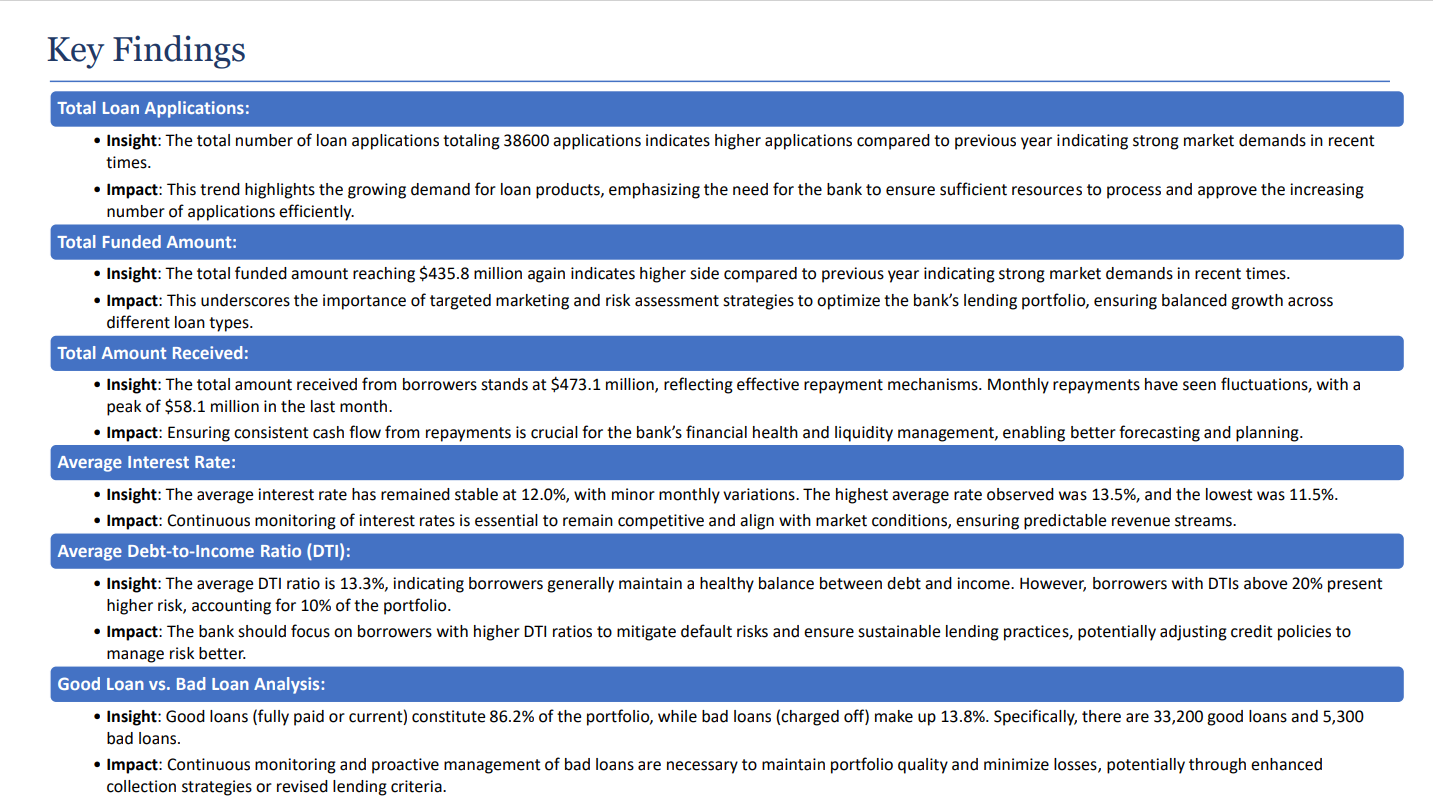 Key Findings
Total Loan Applications:
• Insight: The total number of loan applications totaling 38600 applications indicates higher applications compared to previous year indicating strong market demands in recent
times.
• Impact: This trend highlights the growing demand for loan products, emphasizing the need for the bank to ensure sufficient resources to process and approve the increasing
number of applications efficiently.
Total Funded Amount:
• Insight: The total funded amount reaching $435.8 million again indicates higher side compared to previous year indicating strong market demands in recent times.
• Impact: This underscores the importance of targeted marketing and risk assessment strategies to optimize the bank’s lending portfolio, ensuring balanced growth across
different loan types.
Total Amount Received:
• Insight: The total amount received from borrowers stands at $473.1 million, reflecting effective repayment mechanisms. Monthly repayments have seen fluctuations, with a
peak of $58.1 million in the last month.
• Impact: Ensuring consistent cash flow from repayments is crucial for the bank’s financial health and liquidity management, enabling better forecasting and planning.
Average Interest Rate:
• Insight: The average interest rate has remained stable at 12.0%, with minor monthly variations. The highest average rate observed was 13.5%, and the lowest was 11.5%.
• Impact: Continuous monitoring of interest rates is essential to remain competitive and align with market conditions, ensuring predictable revenue streams.
Average Debt-to-Income Ratio (DTI):
• Insight: The average DTI ratio is 13.3%, indicating borrowers generally maintain a healthy balance between debt and income. However, borrowers with DTIs above 20% present
higher risk, accounting for 10% of the portfolio.
• Impact: The bank should focus on borrowers with higher DTI ratios to mitigate default risks and ensure sustainable lending practices, potentially adjusting credit policies to
manage risk better.
Good Loan vs. Bad Loan Analysis:
• Insight: Good loans (fully paid or current) constitute 86.2% of the portfolio, while bad loans (charged off) make up 13.8%. Specifically, there are 33,200 good loans and 5,300
bad loans.
• Impact: Continuous monitoring and proactive management of bad loans are necessary to maintain portfolio quality and minimize losses, potentially through enhanced
collection strategies or revised lending criteria.